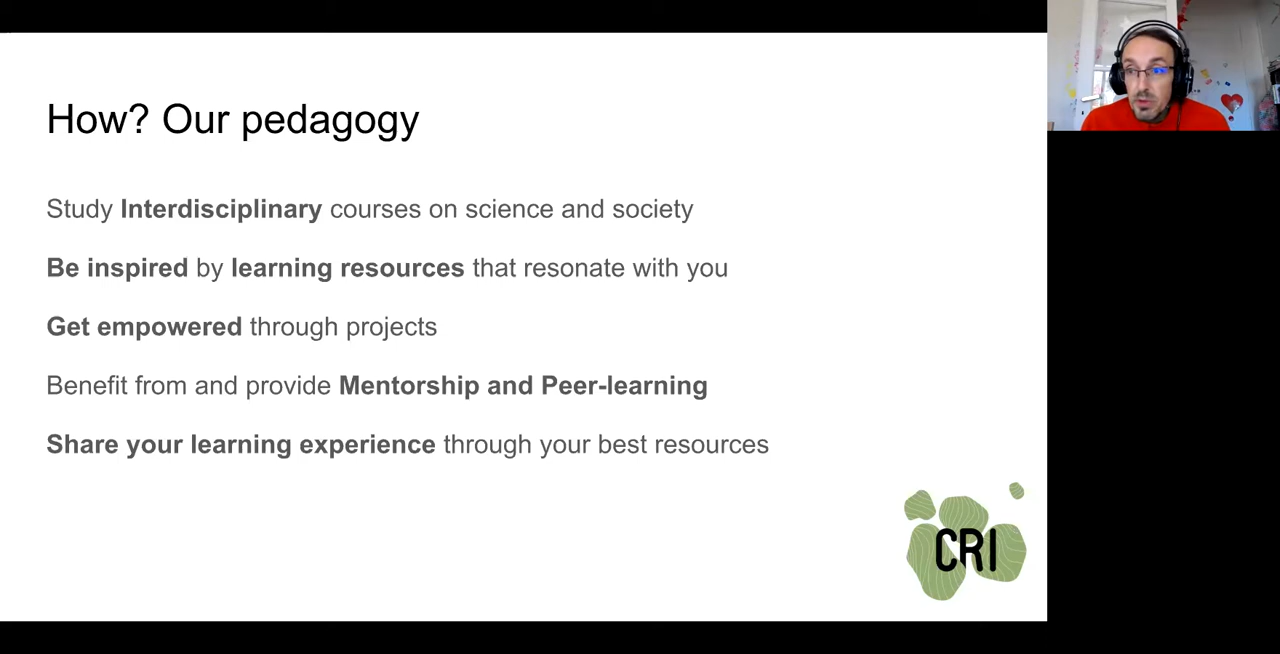 How? Our pedagogy
Study Interdisciplinary courses on science and society
Be inspired by learning resources that resonate with you
Get empowered through projects
Benefit from and provide Mentorship and Peer-learning
Share your learning experience through your best resources
CRI